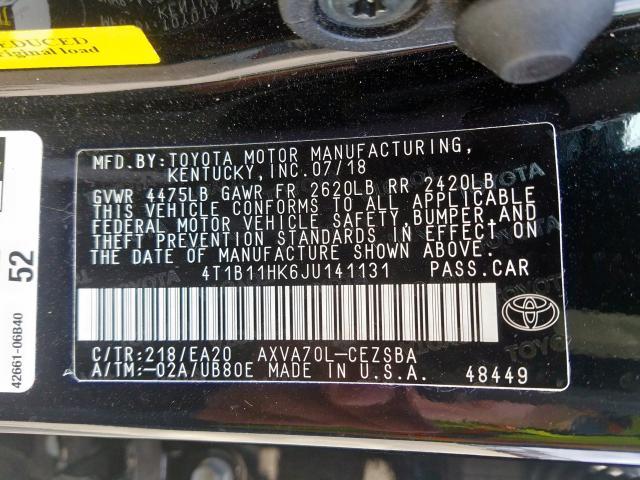 REDUCED
original load
MFD.BY:TOYOTA MOTOR MANUFACTURING,
KENTUCKY,INC.07/18
GVWR 4475LB GAWR FR 2620LB RR 2420LB
THIS VEHICLE CONFORMS TO ALL APPLICABLE
FEDERAL MOTOR VEHICLE SAFETY,BUMPER,AND
THEFT PREVENTION STANDARDS IN EFFECT ON
THE DATE OF MANUFACTURE SHOWN ABOVE.
4T1B11HK6JU141131 PASS.CAR
TOYOTA
C/TR:218/EA20 AXVA70L-CEZSBA
A/TM:-02A/UB80E MADE IN U.S.A. 48449
52
42661-06B40